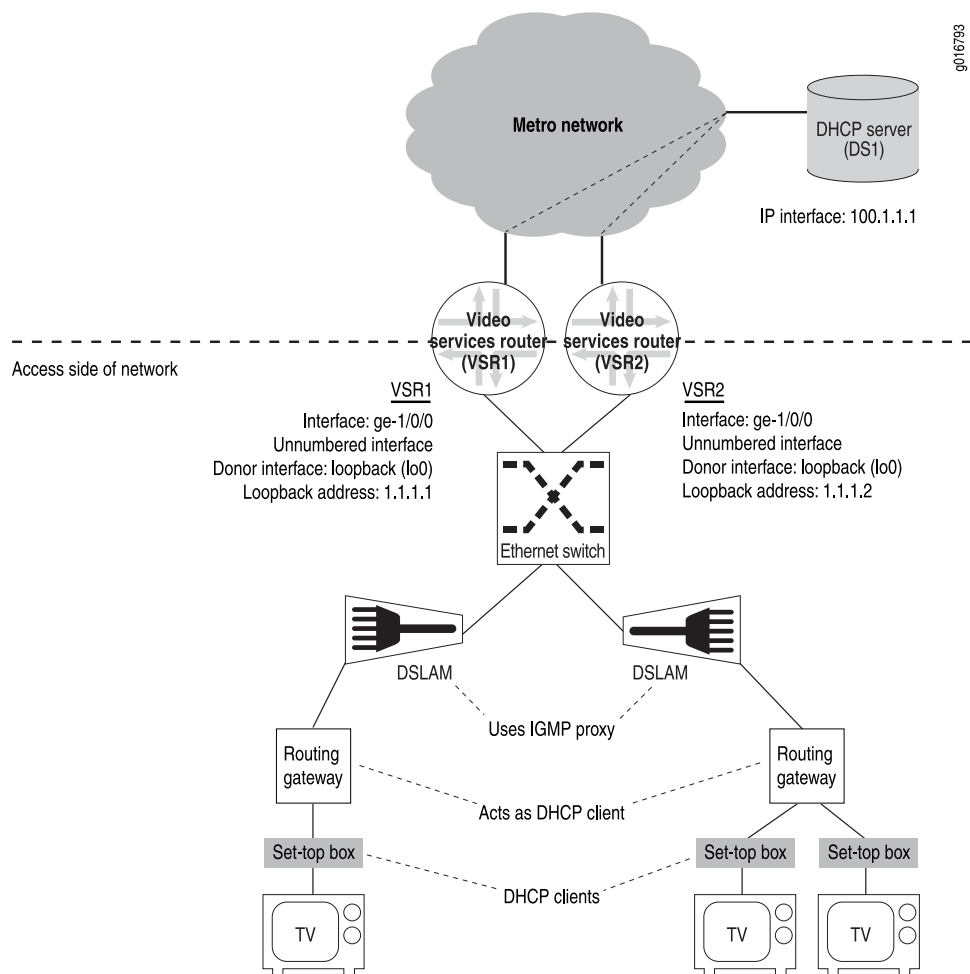 g016793
Metro network
DHCP server
(DS1)
IP interface: 100.1.1.1
Video
services router
(VSR1)
Video
services router
(VSR2)
Access side of network
VSR1
Interface: ge-1/0/0
Unnumbered interface
Donor interface: loopback (lo0)
Loopback address: 1.1.1.1
VSR2
Interface: ge-1/0/0
Unnumbered interface
Donor interface: loopback (lo0)
Loopback address: 1.1.1.2
Ethernet switch
DSLAM
DSLAM
Uses IGMP proxy
Routing
gateway
Routing
gateway
Acts as DHCP client
Set-top box
Set-top box
Set-top box
DHCP clients
TV
TV
TV